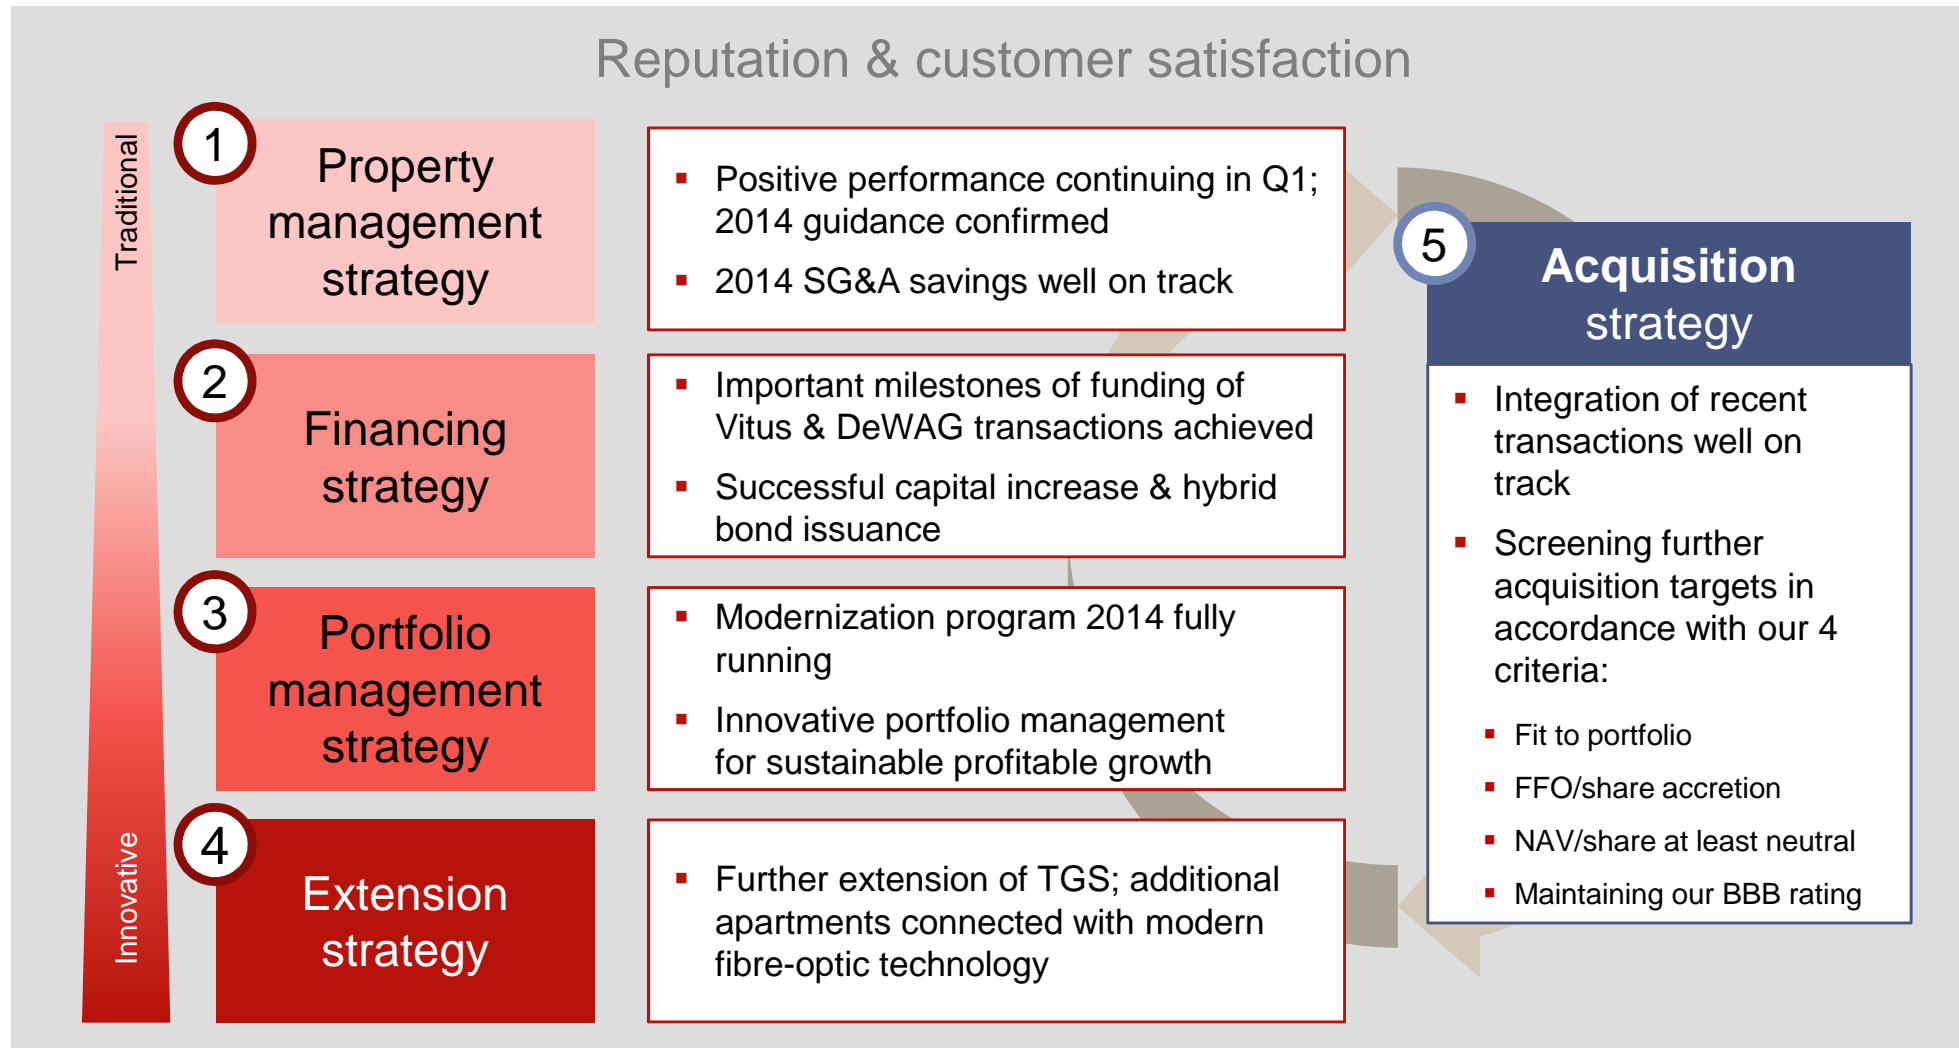 Reputation & customer satisfaction
Traditional
Innovative
1
Property
management
strategy
▪ Positive performance continuing in Q1;
2014 guidance confirmed
▪ 2014 SG&A savings well on track
2
Financing
strategy
▪ Important milestones of funding of
Vitus & DeWAG transactions achieved
▪ Successful capital increase & hybrid
bond issuance
3
Portfolio
management
strategy
▪ Modernization program 2014 fully
running
▪ Innovative portfolio management
for sustainable profitable growth
4
Extension
strategy
▪ Further extension of TGS; additional
apartments connected with modern
fibre-optic technology
5
Acquisition
strategy
▪ Integration of recent
transactions well on
track
▪ Screening further
acquisition targets in
accordance with our 4
criteria:
▪ Fit to portfolio
▪ FFO/share accretion
▪ NAV/share at least neutral
▪ Maintaining our BBB rating